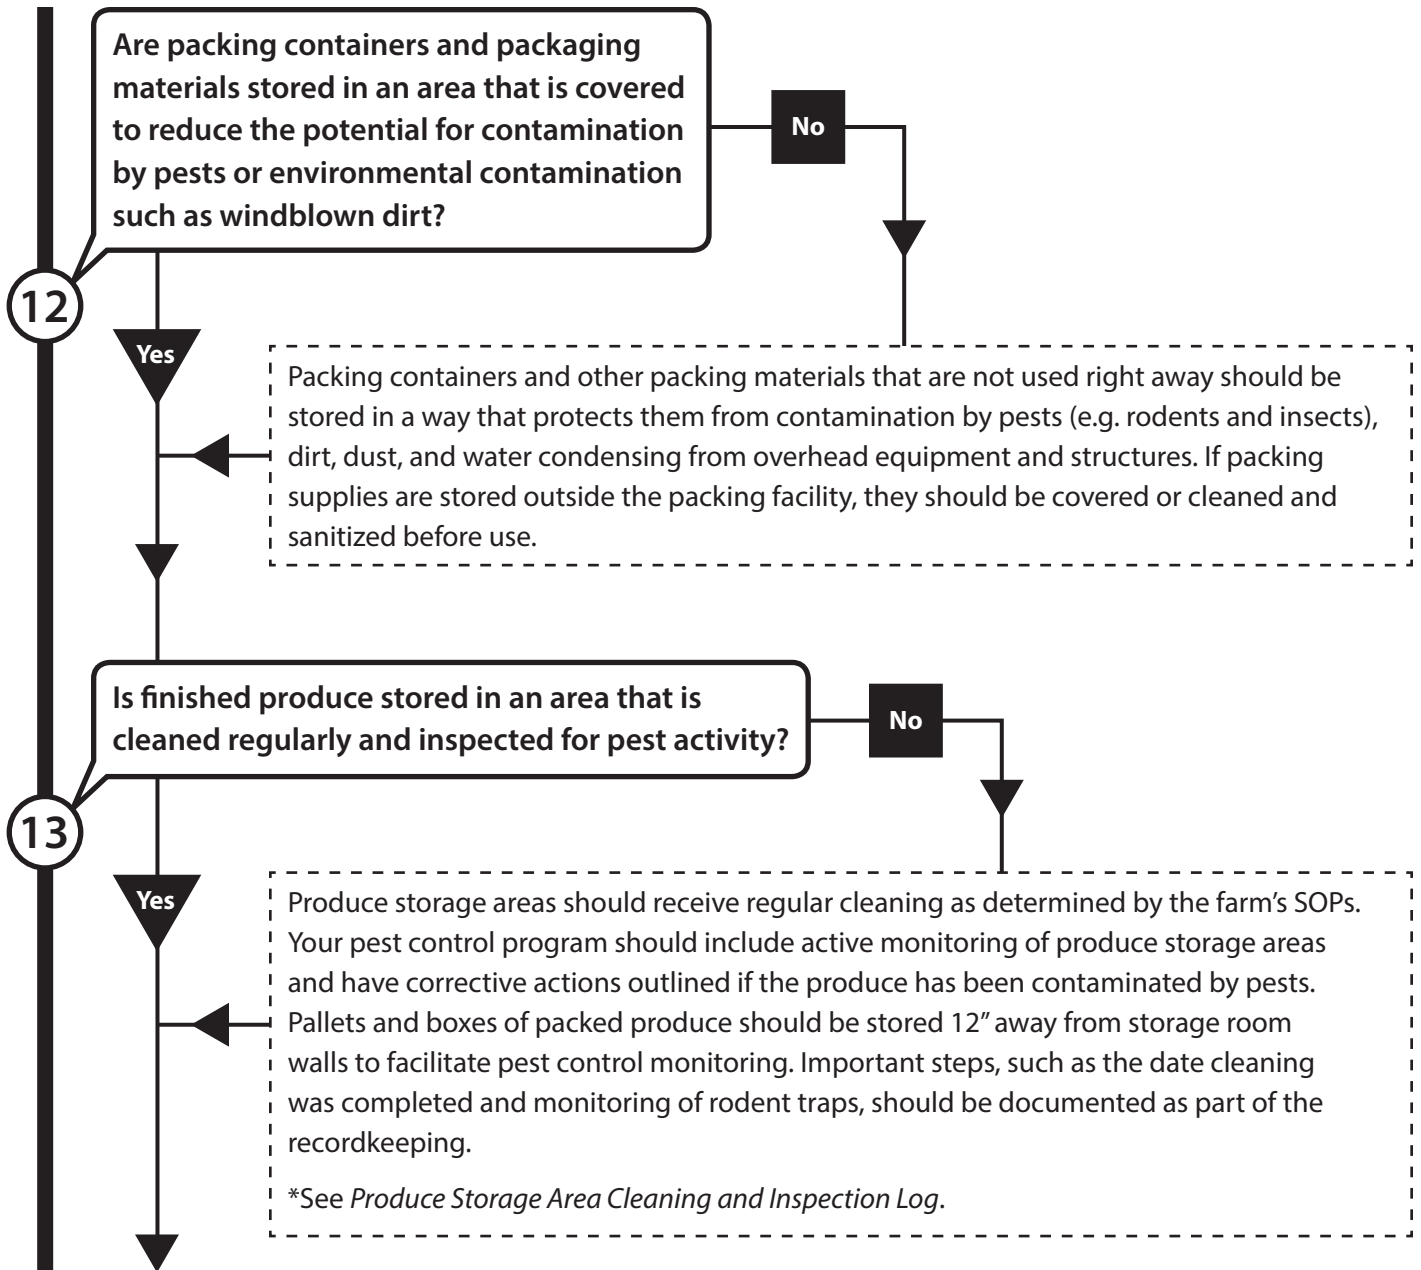 Are packing containers and packaging
materials stored in an area that is covered
to reduce the potential for contamination
by pests or environmental contamination
such as windblown dirt?
No
12
Yes
Packing containers and other packing materials that are not used right away should be
stored in a way that protects them from contamination by pests (e.g. rodents and insects),
dirt, dust, and water condensing from overhead equipment and structures. If packing
supplies are stored outside the packing facility, they should be covered or cleaned and
sanitized before use.
Is finished produce stored in an area that is
cleaned regularly and inspected for pest activity?
No
13
Yes
Produce storage areas should receive regular cleaning as determined by the farm’s SOPs.
Your pest control program should include active monitoring of produce storage areas
and have corrective actions outlined if the produce has been contaminated by pests.
Pallets and boxes of packed produce should be stored 12” away from storage room
walls to facilitate pest control monitoring. Important steps, such as the date cleaning
was completed and monitoring of rodent traps, should be documented as part of the
recordkeeping.
*See Produce Storage Area Cleaning and Inspection Log.